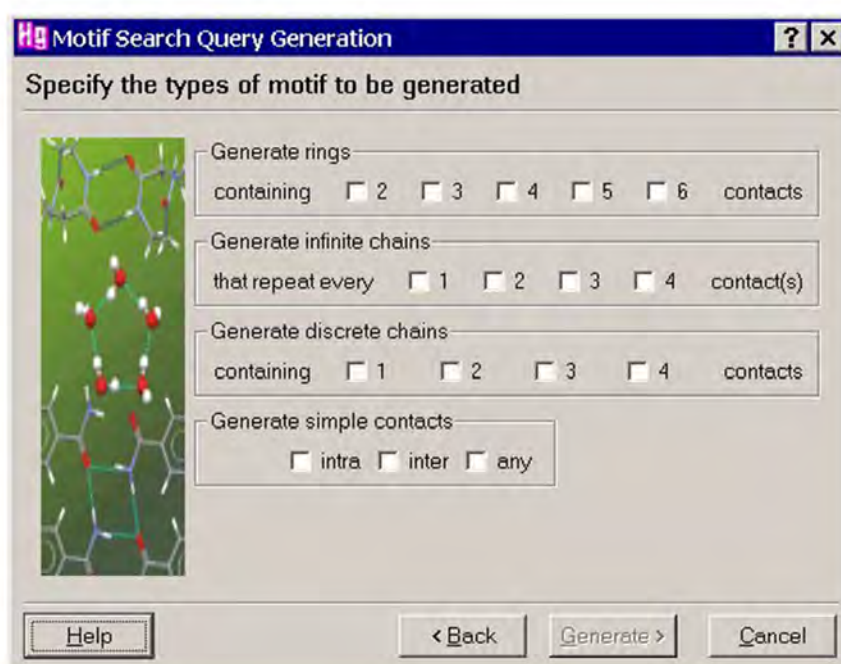 Hg Motif Search Query Generation ? ×
Specify the types of motif to be generated
Generate rings
containing 2 3 4 5 6 contacts
Generate infinite chains
that repeat every 1 2 3 4 contact(s)
Generate discrete chains
containing 1 2 3 4 contacts
Generate simple contacts
intra inter any
Help < Back Generate > Cancel